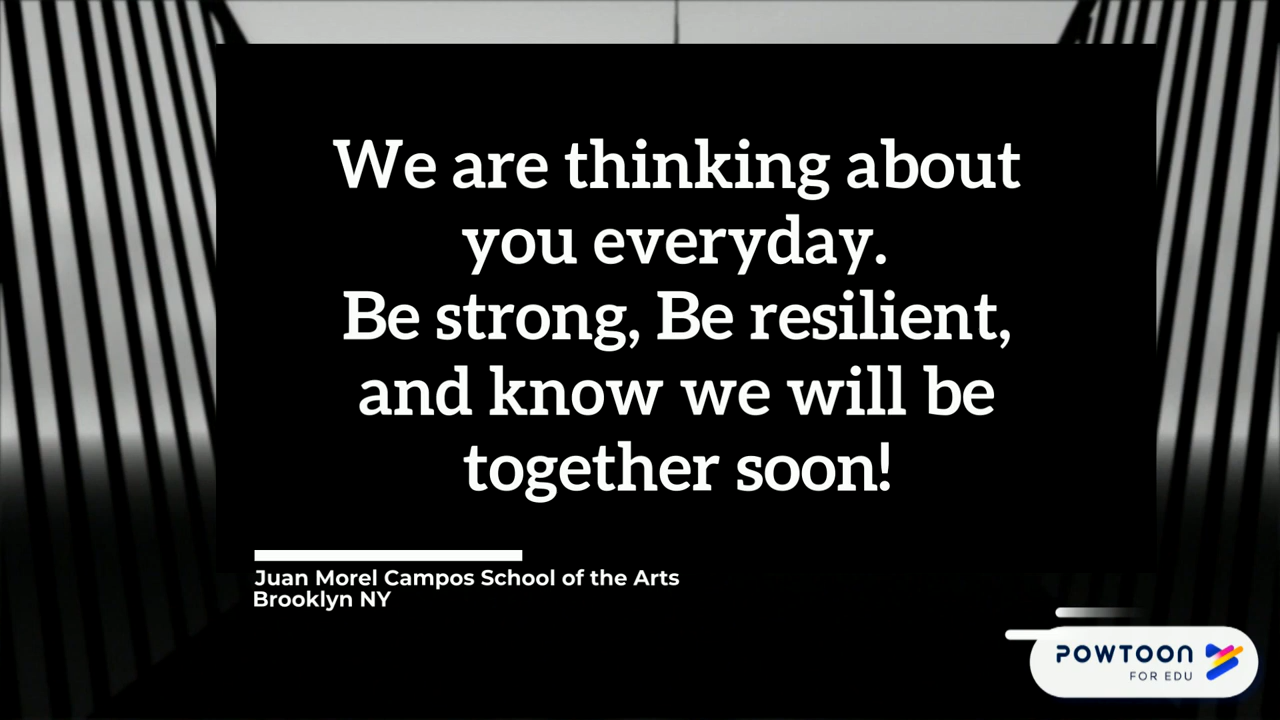 We are thinking about
you everyday.
Be strong, Be resilient,
and know we will be
together soon!
Juan Morel Campos School of the Arts
Brooklyn NY
POWTOON
FOR EDU